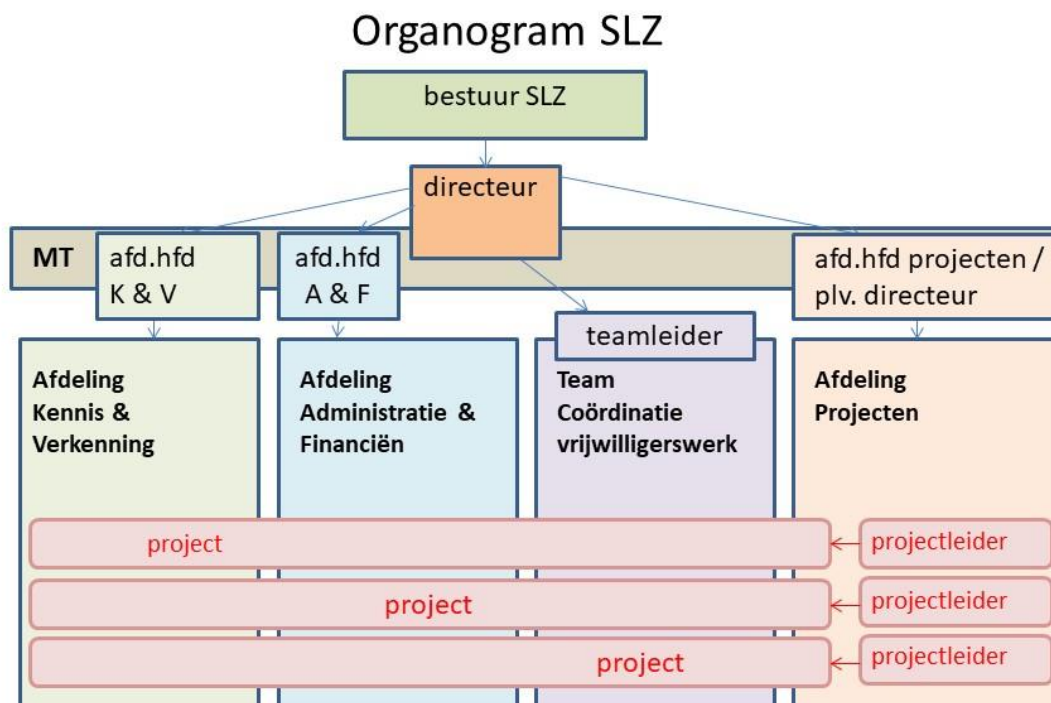 Organogram SLZ
bestuur SLZ
directeur
MT
afd.hfd
K & V
afd.hfd
A & F
afd.hfd projecten /
plv. directeur
teamleider
Afdeling
Kennis &
Verkenning
Afdeling
Administratie &
Financiën
Team
Coördinatie
vrijwilligerswerk
Afdeling
Projecten
project
projectleider
project
projectleider
project
projectleider